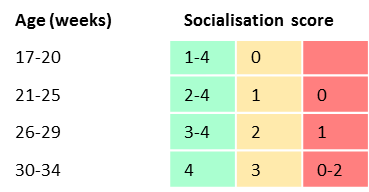 Age (weeks) Socialisation score
17-20 1-4 0
21-25 2-4 1 0
26-29 3-4 2 1
30-34 4 3 0-2